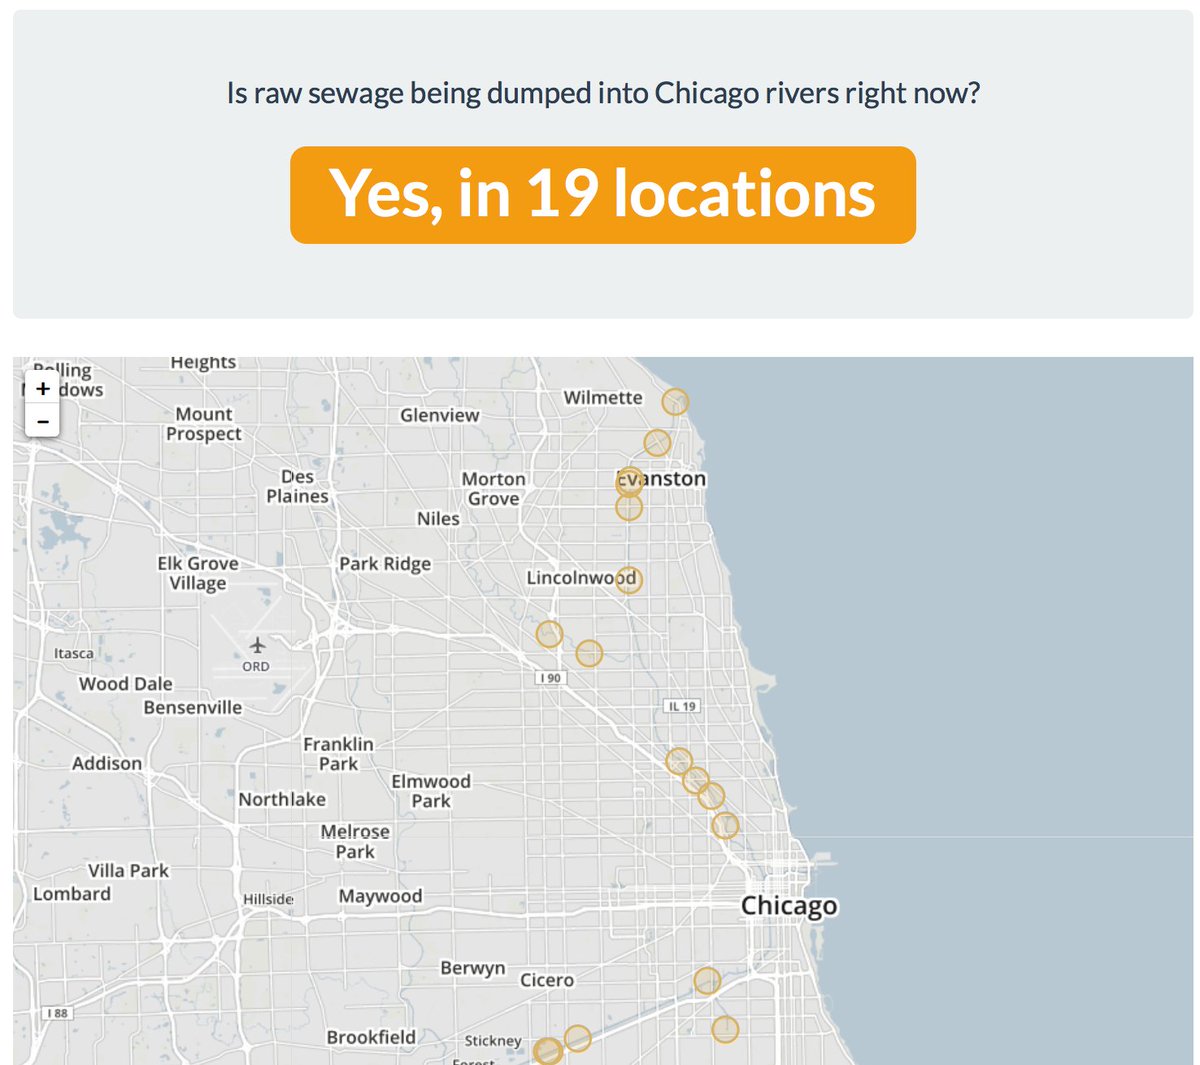 Is raw sewage being dumped into Chicago rivers right now?
Yes, in 19 locations
Heights
Rolling
Wilmette
+
-
Mount
Prospect
Glenview
Des
Plaines
Morton
Grove
Evanston
Niles
Elk Grove
Village
Park Ridge
Lincolnwood
Itasca
ORD
Wood Dale
I 90
Bensenville
IL 19
Franklin
Park
Addison
Elmwood
Park
Northlake
Melrose
Park
Villa Park
Lombard
Hillside
Maywood
Chicago
Berwyn
Cicero
I 88
Brookfield
Stickney
Forest